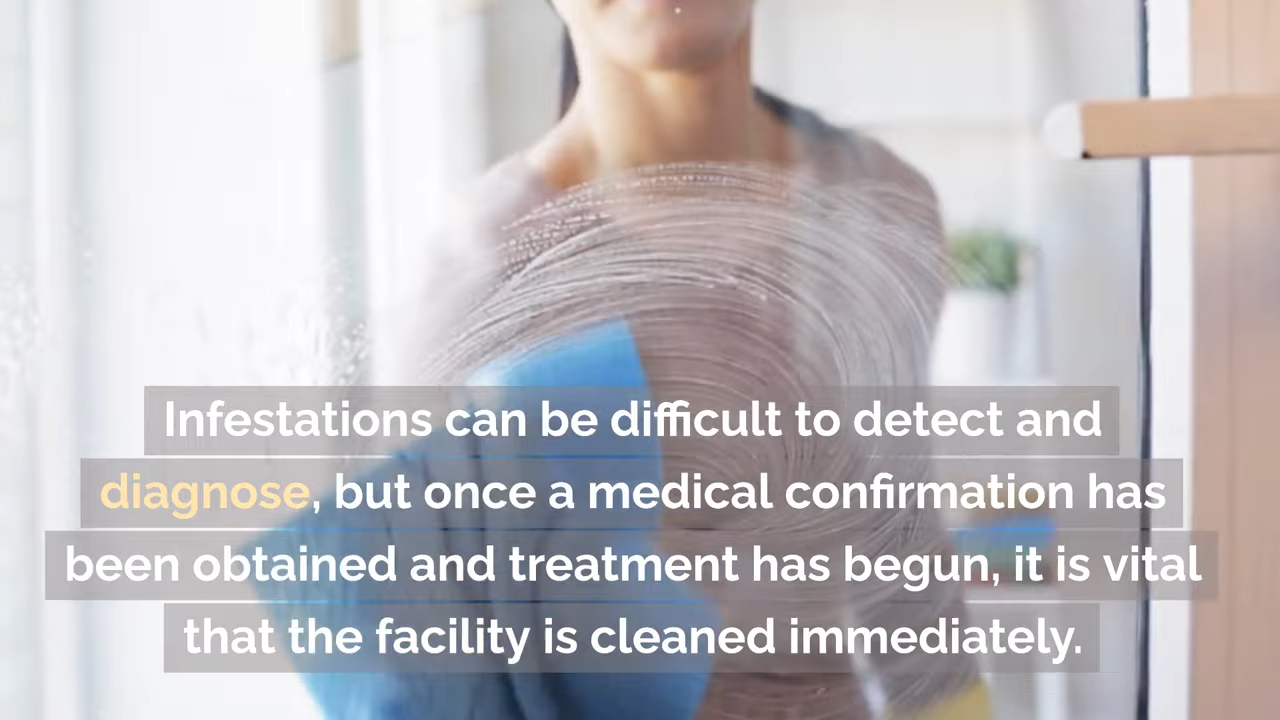 Infestations can be difficult to detect and
diagnose, but once a medical confirmation has
been obtained and treatment has begun, it is vital
that the facility is cleaned immediately.